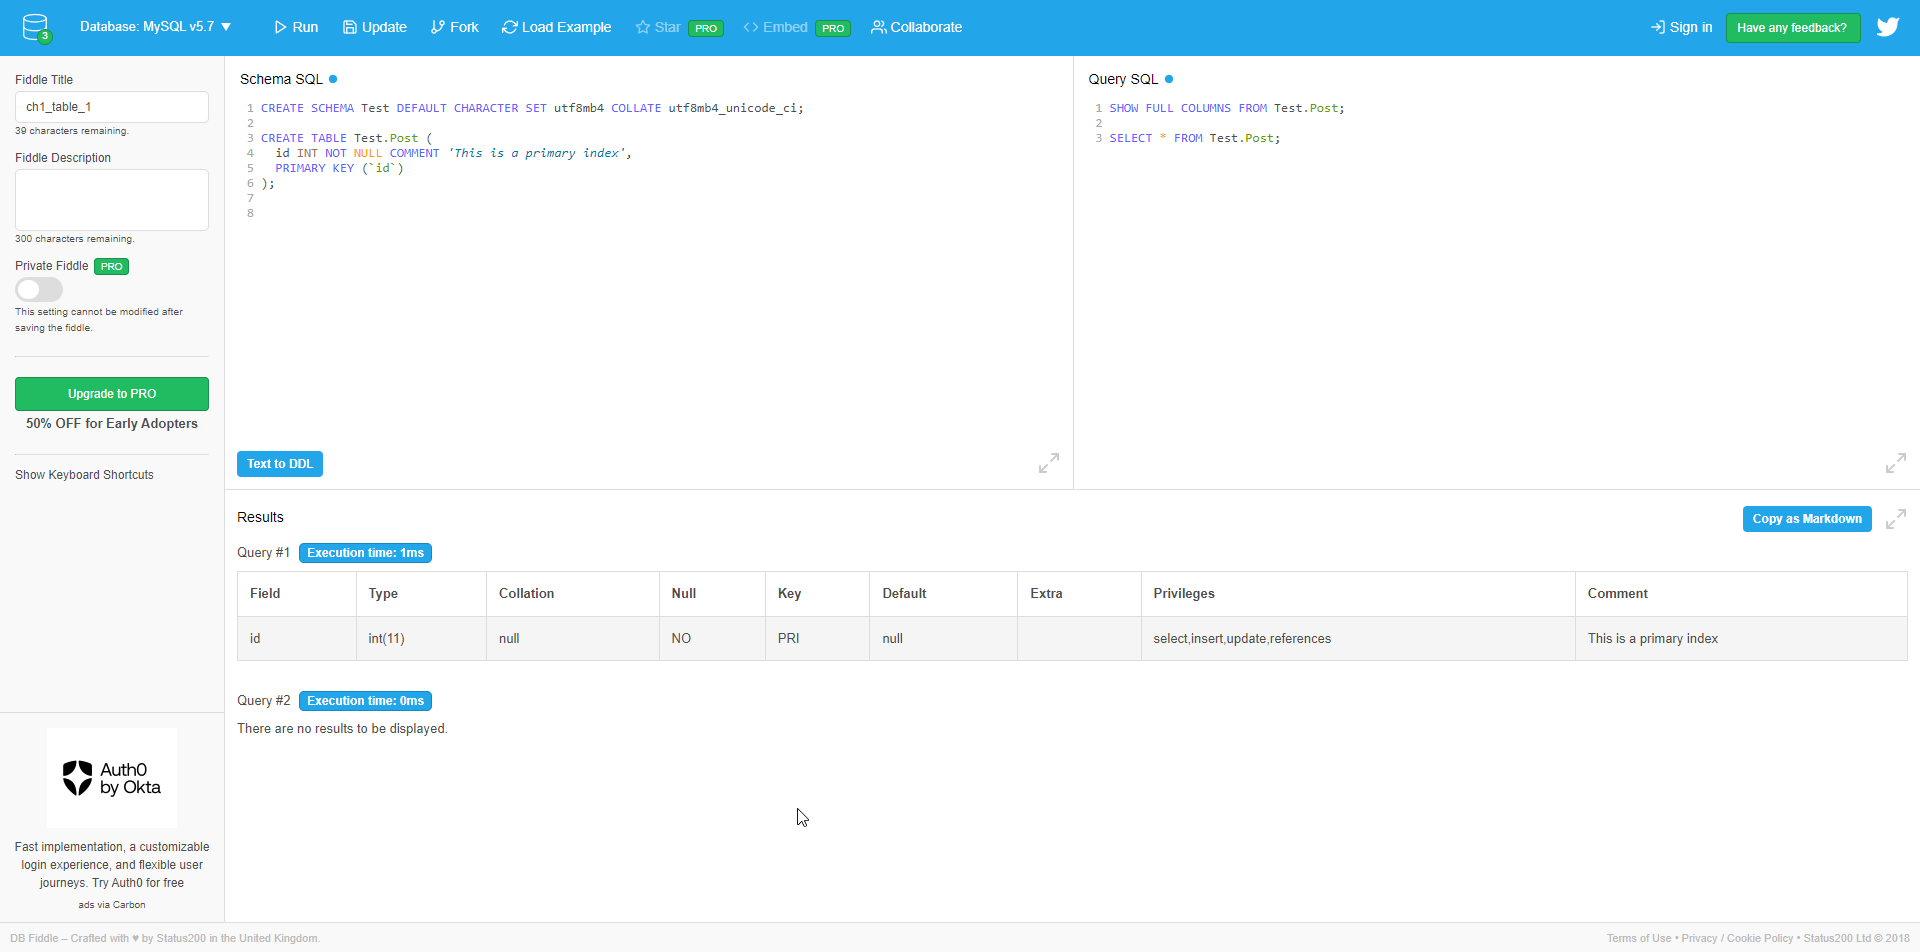 3
Database: MySQL v5.7 ▼
Run
Update
Fork
Load Example
Star PRO
Embed PRO
Collaborate
Sign in
Have any feedback?
Fiddle Title
ch1_table_1
39 characters remaining.
Fiddle Description
300 characters remaining.
Private Fiddle PRO
This setting cannot be modified after
saving the fiddle.
Upgrade to PRO
50% OFF for Early Adopters
Show Keyboard Shortcuts
Auth0
by Okta
Fast implementation, a customizable
login experience, and flexible user
journeys. Try Auth0 for free
ads via Carbon
Schema SQL
1 CREATE SCHEMA Test DEFAULT CHARACTER SET utf8mb4 COLLATE utf8mb4_unicode_ci;
2
3 CREATE TABLE Test.Post (
4   id INT NOT NULL COMMENT 'This is a primary index',
5   PRIMARY KEY (`id`)
6 );
7
8
Text to DDL
Query SQL
1 SHOW FULL COLUMNS FROM Test.Post;
2
3 SELECT * FROM Test.Post;
Results
Copy as Markdown
Query #1 Execution time: 1ms
Field Type Collation Null Key Default Extra Privileges Comment
id int(11) null NO PRI null select,insert,update,references This is a primary index
Query #2 Execution time: 0ms
There are no results to be displayed.
DB Fiddle – Crafted with ♥ by Status200 in the United Kingdom.
Terms of Use • Privacy / Cookie Policy • Status200 Ltd © 2018